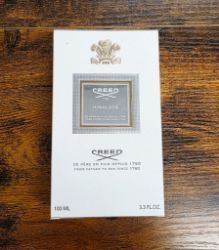 CREED
HIMALAYA
CREED
DE PÈRE EN FILS DEPUIS 1760
FROM FATHER TO SON SINCE 1760
100 ML
3.3 FL.OZ.